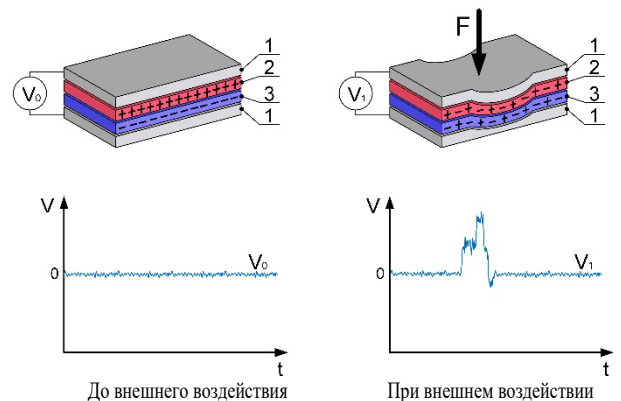 F
1
2
3
1
V₀
1
2
3
1
V₁
V
0
V₀
t
V
0
V₁
t
До внешнего воздействия
При внешнем воздействии